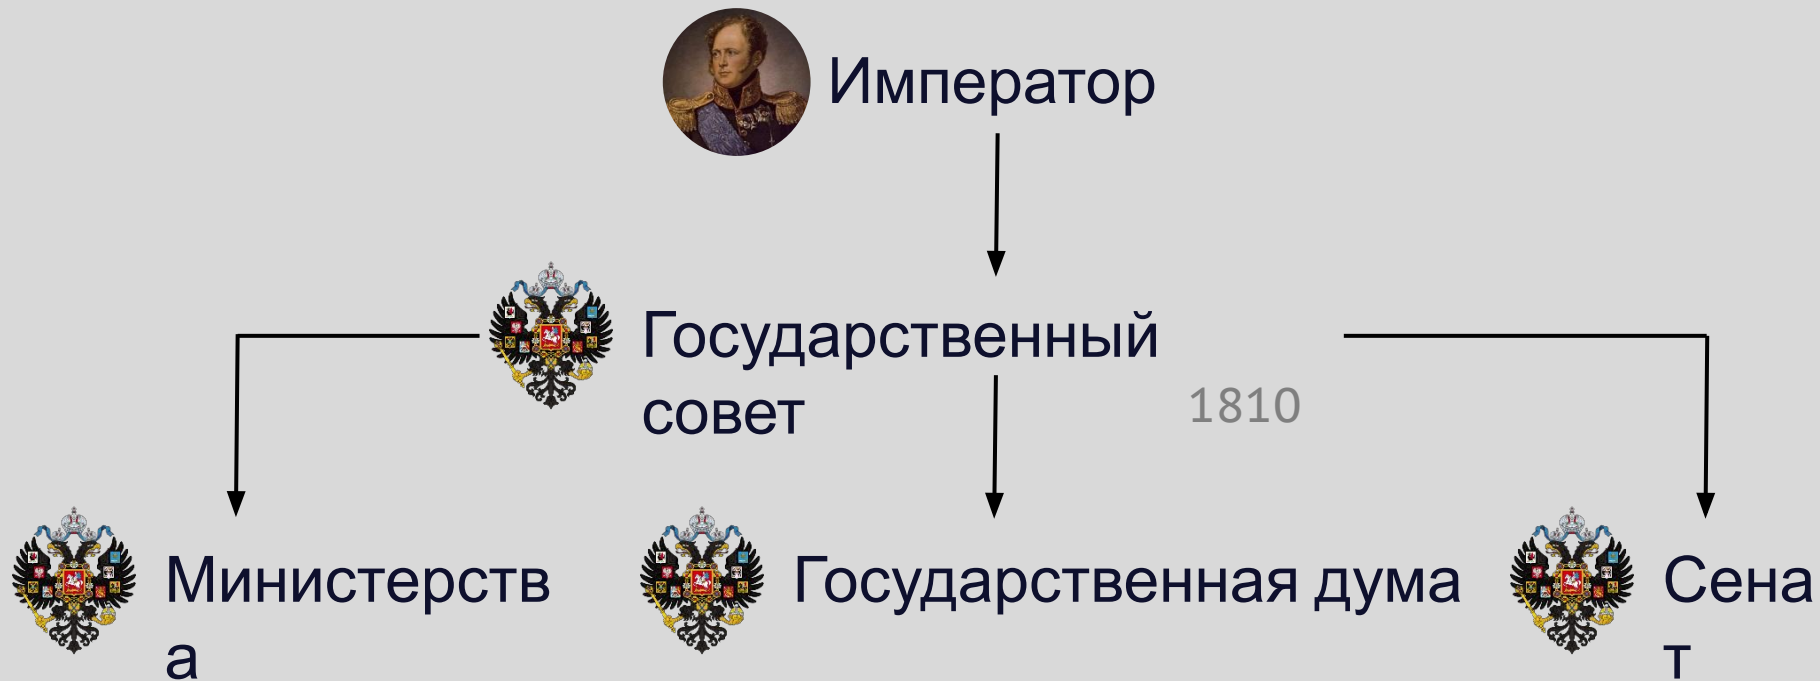 Император
Государственный
совет
1810
Министерств
а
Государственная дума
Сена
т